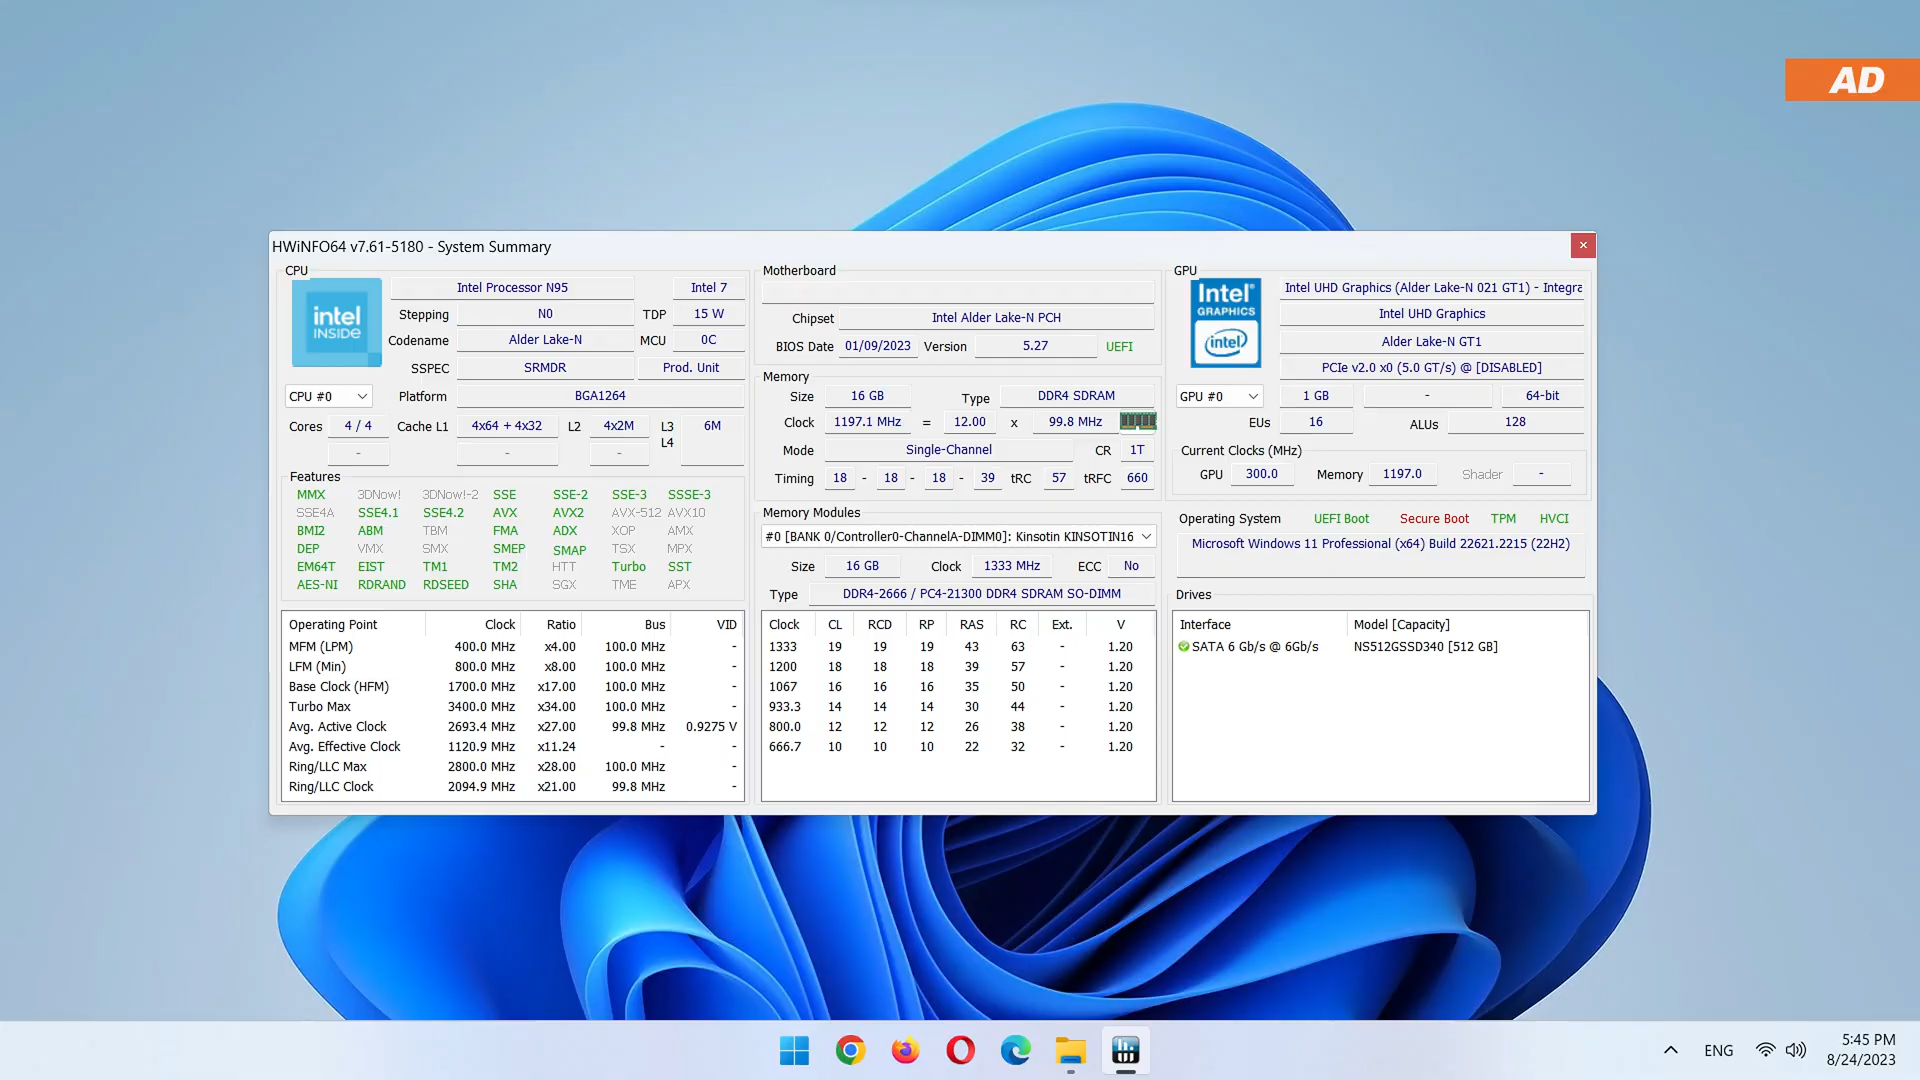 AD
HWiNFO64 v7.61-5180 - System Summary
CPU
intel INSIDE
Intel Processor N95 Intel 7
Stepping N0 TDP 15 W
Codename Alder Lake-N MCU 0C
SSPEC SRMDR Prod. Unit
CPU #0 Platform BGA1264
Cores 4 / 4 Cache L1 4x64 + 4x32 L2 4x2M L3 6M
L4
- - -
Features
MMX 3DNow! 3DNow!-2 SSE SSE-2 SSE-3 SSSE-3
SSE4A SSE4.1 SSE4.2 AVX AVX2 AVX-512 AVX10
BMI2 ABM TBM FMA ADX XOP AMX
DEP VMX SMX SMEP SMAP TSX MPX
EM64T EIST TM1 TM2 HTT Turbo SST
AES-NI RDRAND RDSEED SHA SGX TME APX
Operating Point Clock Ratio Bus VID
MFM (LPM) 400.0 MHz x4.00 100.0 MHz -
LFM (Min) 800.0 MHz x8.00 100.0 MHz -
Base Clock (HFM) 1700.0 MHz x17.00 100.0 MHz -
Turbo Max 3400.0 MHz x34.00 100.0 MHz -
Avg. Active Clock 2693.4 MHz x27.00 99.8 MHz 0.9275 V
Avg. Effective Clock 1120.9 MHz x11.24 - -
Ring/LLC Max 2800.0 MHz x28.00 100.0 MHz -
Ring/LLC Clock 2094.9 MHz x21.00 99.8 MHz -
Motherboard
Chipset Intel Alder Lake-N PCH
BIOS Date 01/09/2023 Version 5.27 UEFI
Memory
Size 16 GB Type DDR4 SDRAM
Clock 1197.1 MHz = 12.00 x 99.8 MHz
Mode Single-Channel CR 1T
Timing 18 - 18 - 18 - 39 tRC 57 tRFC 660
Memory Modules
#0 [BANK 0/Controller0-ChannelA-DIMM0]: Kinsotin KINSOTIN16
Size 16 GB Clock 1333 MHz ECC No
Type DDR4-2666 / PC4-21300 DDR4 SDRAM SO-DIMM
Clock CL RCD RP RAS RC Ext. V
1333 19 19 19 43 63 - 1.20
1200 18 18 18 39 57 - 1.20
1067 16 16 16 35 50 - 1.20
933.3 14 14 14 30 44 - 1.20
800.0 12 12 12 26 38 - 1.20
666.7 10 10 10 22 32 - 1.20
GPU
Intel® GRAPHICS intel
Intel UHD Graphics (Alder Lake-N 021 GT1) - Integra
Intel UHD Graphics
Alder Lake-N GT1
PCIe v2.0 x0 (5.0 GT/s) @ [DISABLED]
GPU #0 1 GB - 64-bit
EUs 16 ALUs 128
Current Clocks (MHz)
GPU 300.0 Memory 1197.0 Shader -
Operating System UEFI Boot Secure Boot TPM HVCI
Microsoft Windows 11 Professional (x64) Build 22621.2215 (22H2)
Drives
Interface Model [Capacity]
SATA 6 Gb/s @ 6Gb/s NS512GSSD340 [512 GB]
ENG
5:45 PM
8/24/2023